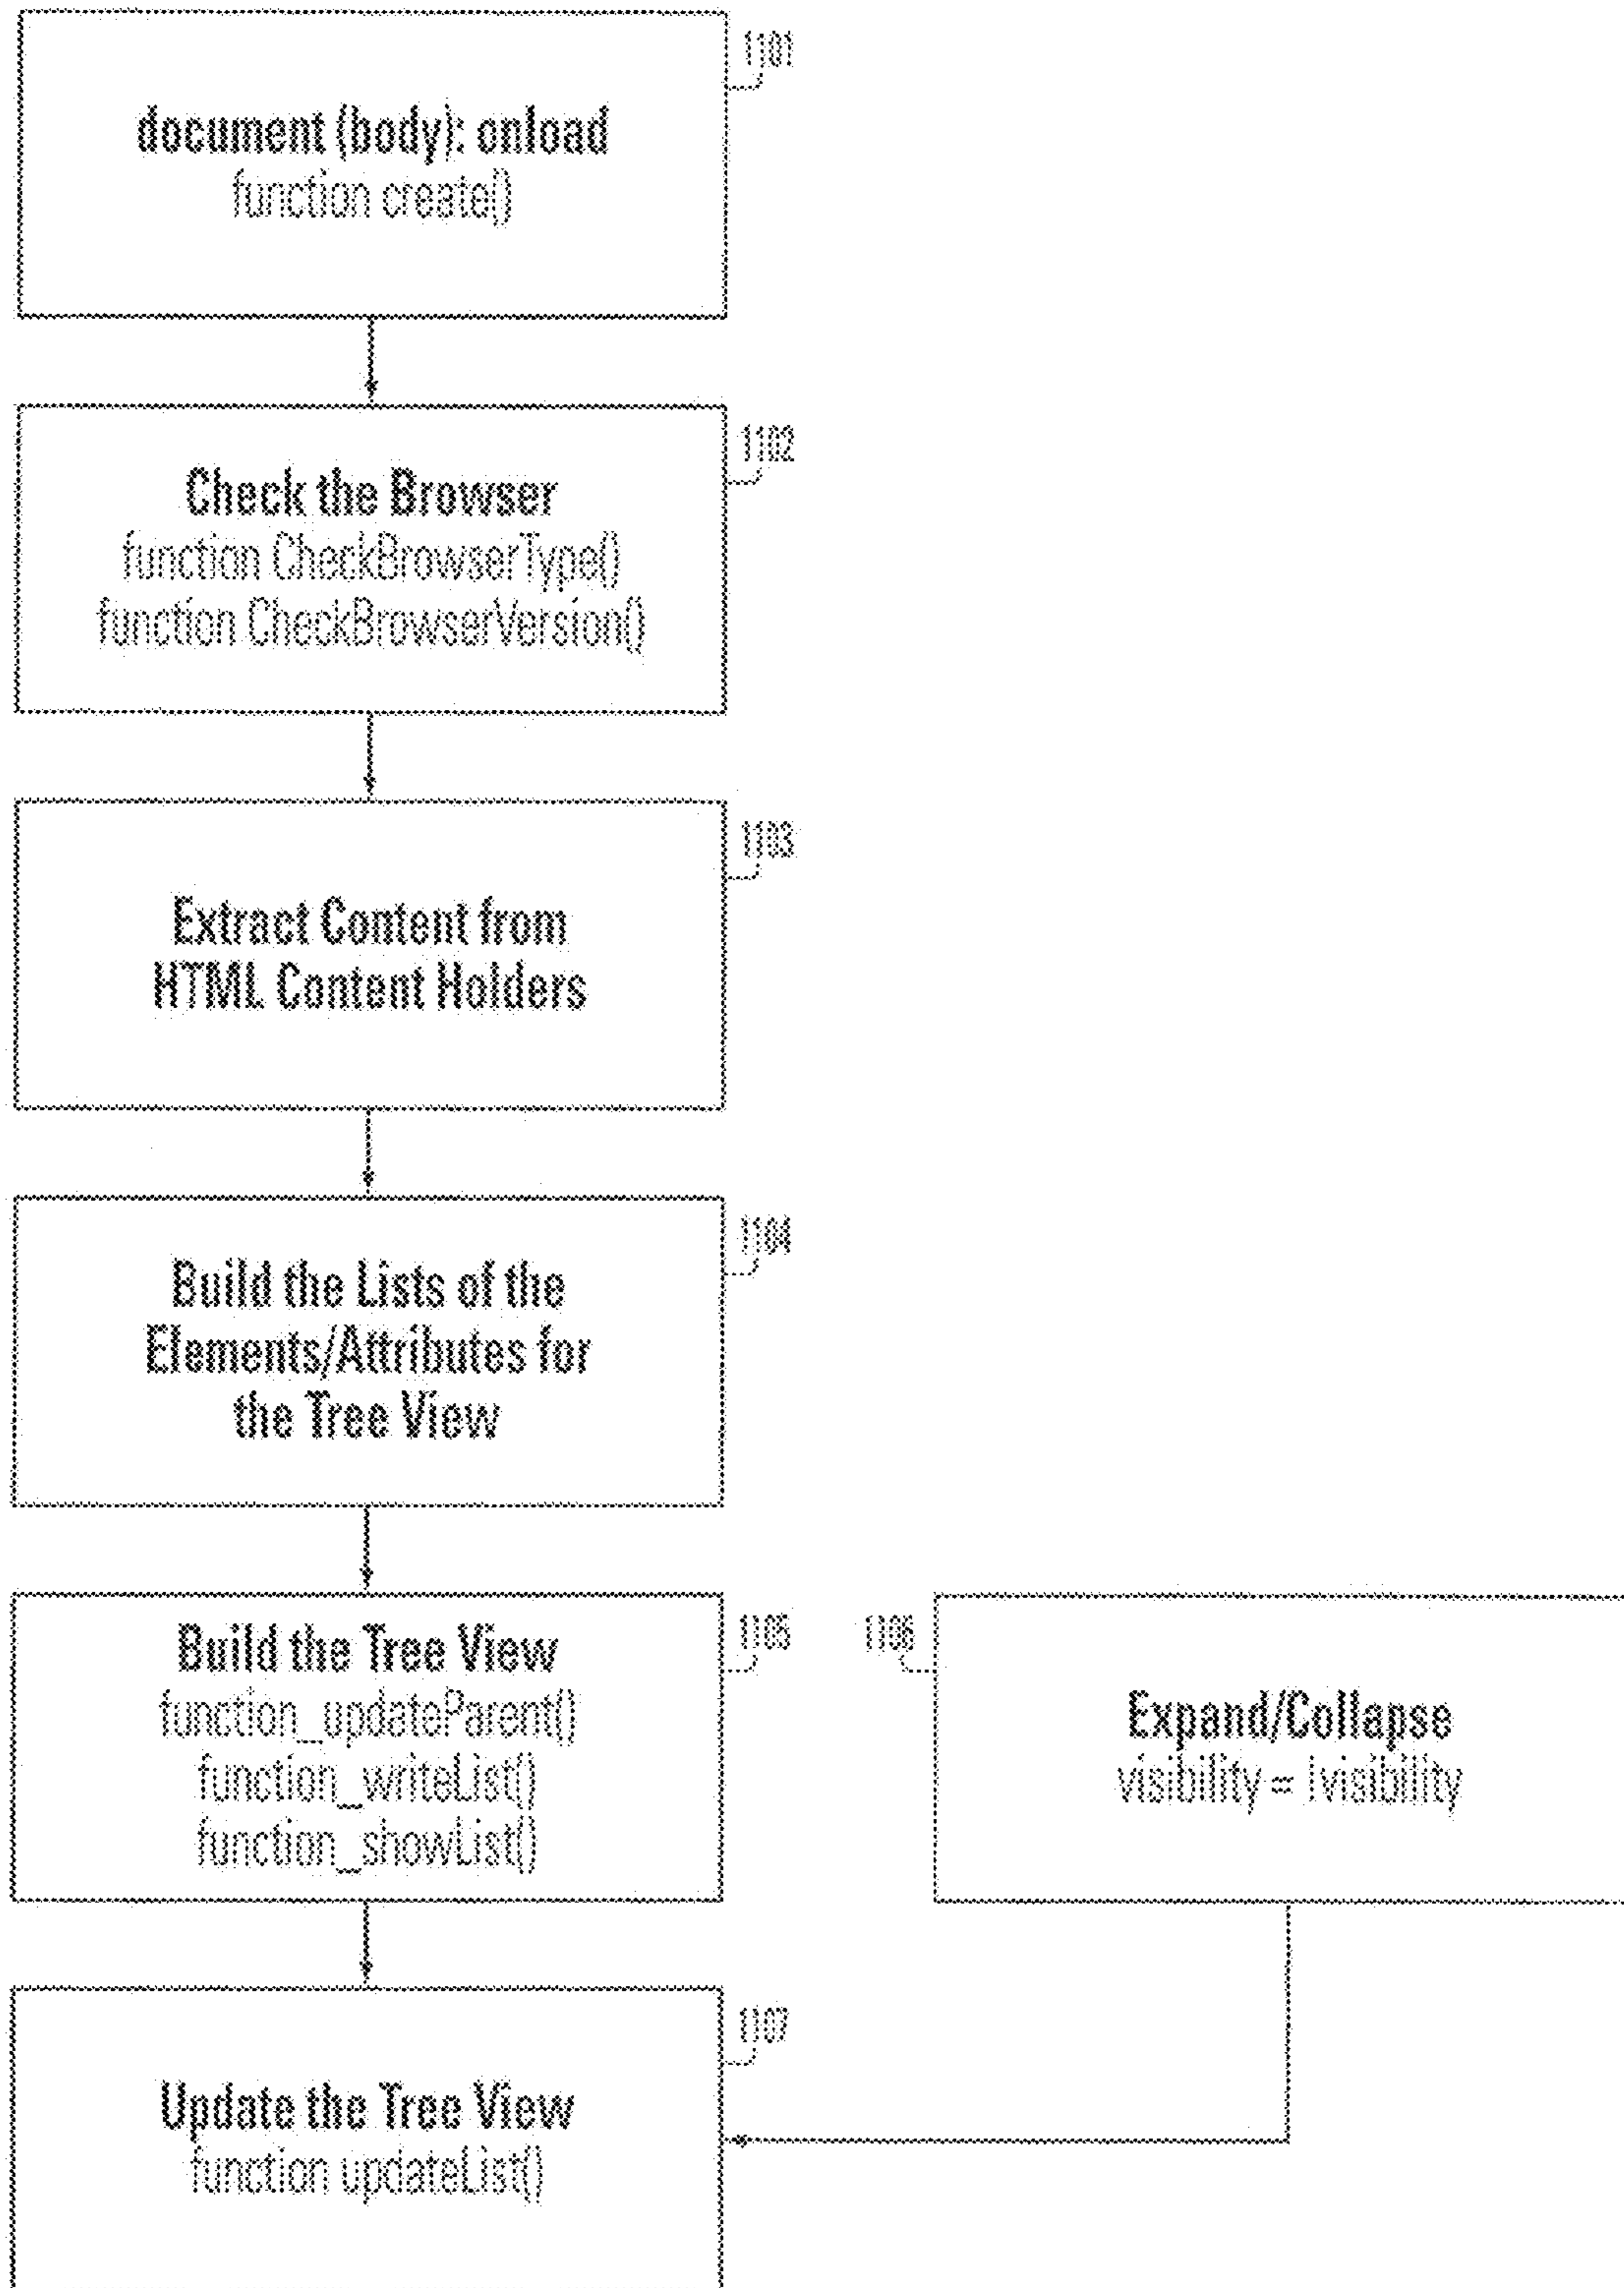 1101
document (body): onload
function create()
1102
Check the Browser
function CheckBrowserType()
function CheckBrowserVersion()
1103
Extract Content from
HTML Content Holders
1104
Build the Lists of the
Elements/Attributes for
the Tree View
1105
Build the Tree View
function_updateParent()
function_writeList()
function_showList()
1106
Expand/Collapse
visibility = !visibility
1107
Update the Tree View
function updateList()